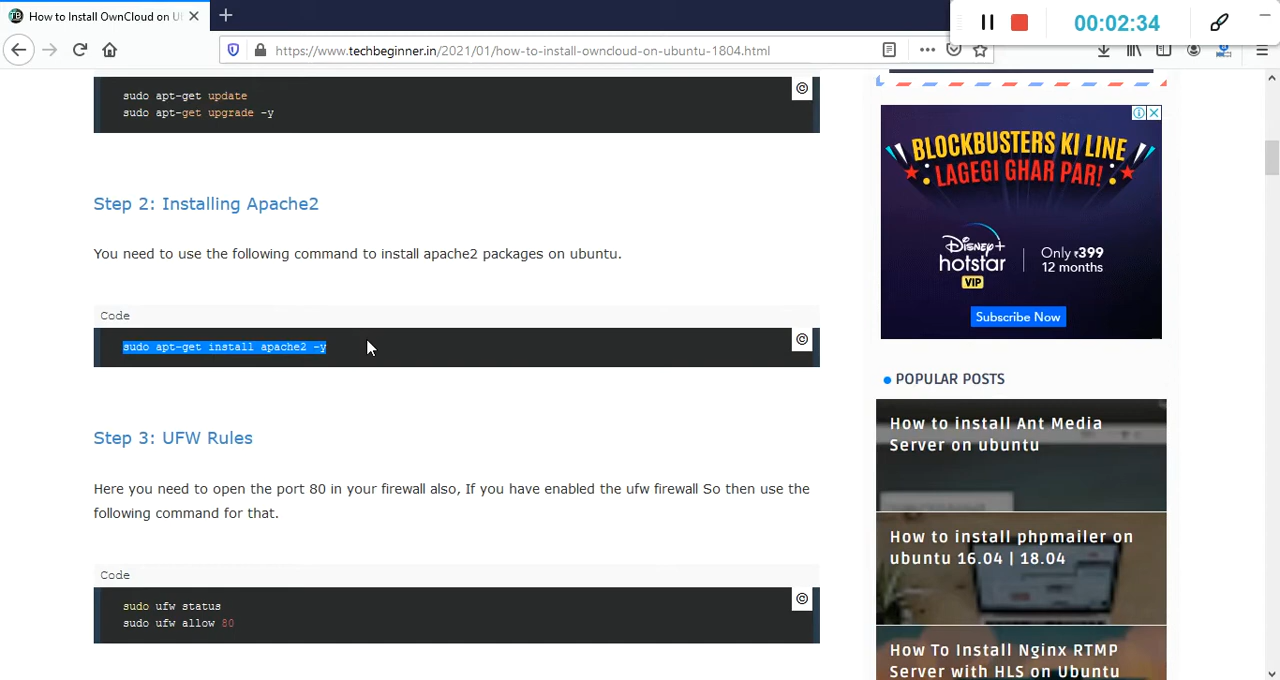 How to Install OwnCloud on U
00:02:34
https://www.techbeginner.in/2021/01/how-to-install-owncloud-on-ubuntu-1804.html
sudo apt-get update
sudo apt-get upgrade -y
Step 2: Installing Apache2
You need to use the following command to install apache2 packages on ubuntu.
Code
sudo apt-get install apache2 -y
Step 3: UFW Rules
Here you need to open the port 80 in your firewall also, If you have enabled the ufw firewall So then use the
following command for that.
Code
sudo ufw status
sudo ufw allow 80
BLOCKBUSTERS KI LINE
LAGEGI GHAR PAR!
Disney+
hotstar
VIP
Only ₹399
12 months
Subscribe Now
POPULAR POSTS
How to install Ant Media
Server on ubuntu
How to install phpmailer on
ubuntu 16.04 | 18.04
How To Install Nginx RTMP
Server with HLS on Ubuntu